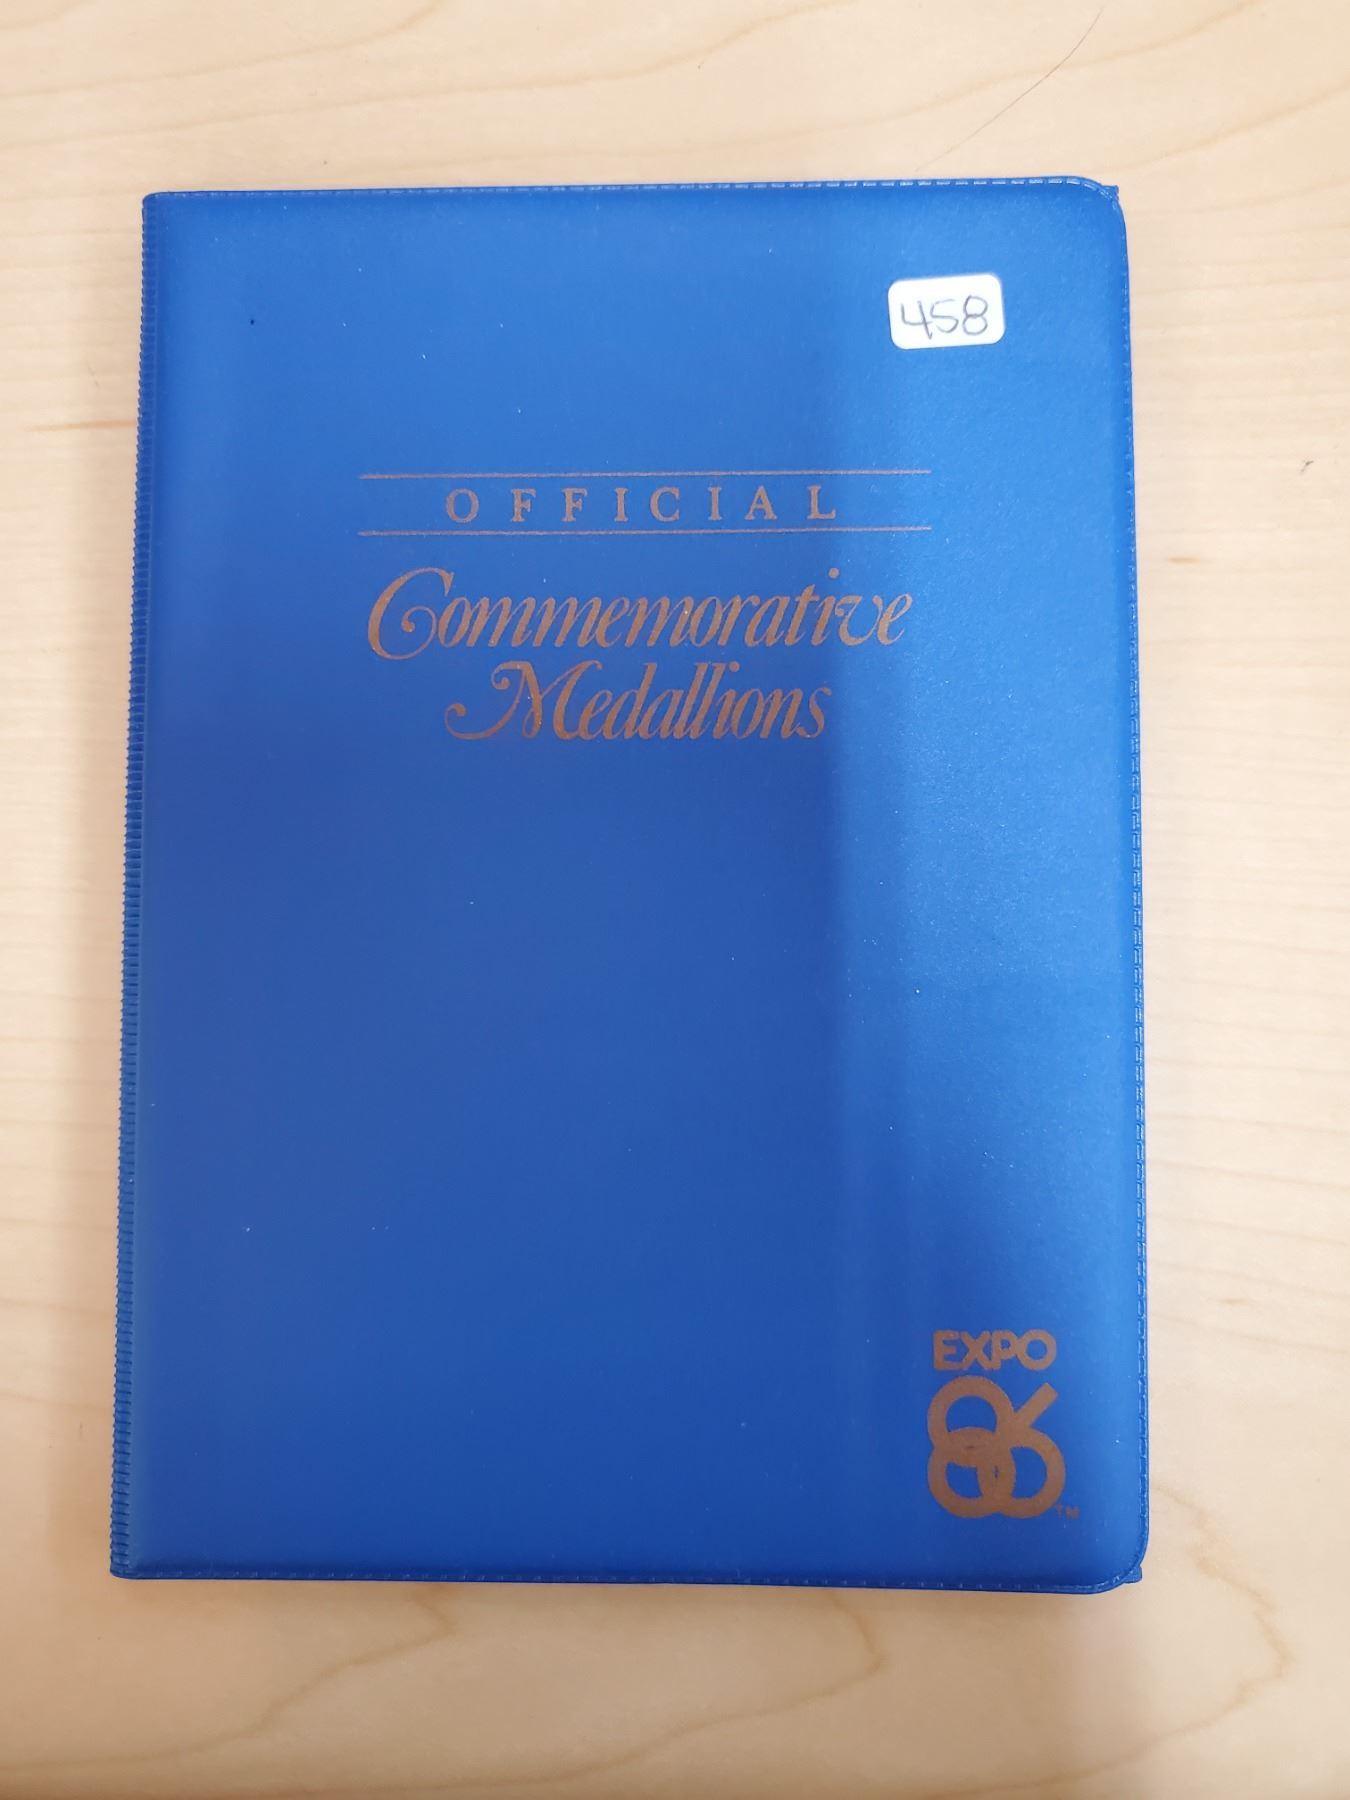 458
OFFICIAL
Commemorative
Medallions
EXPO
86
TM